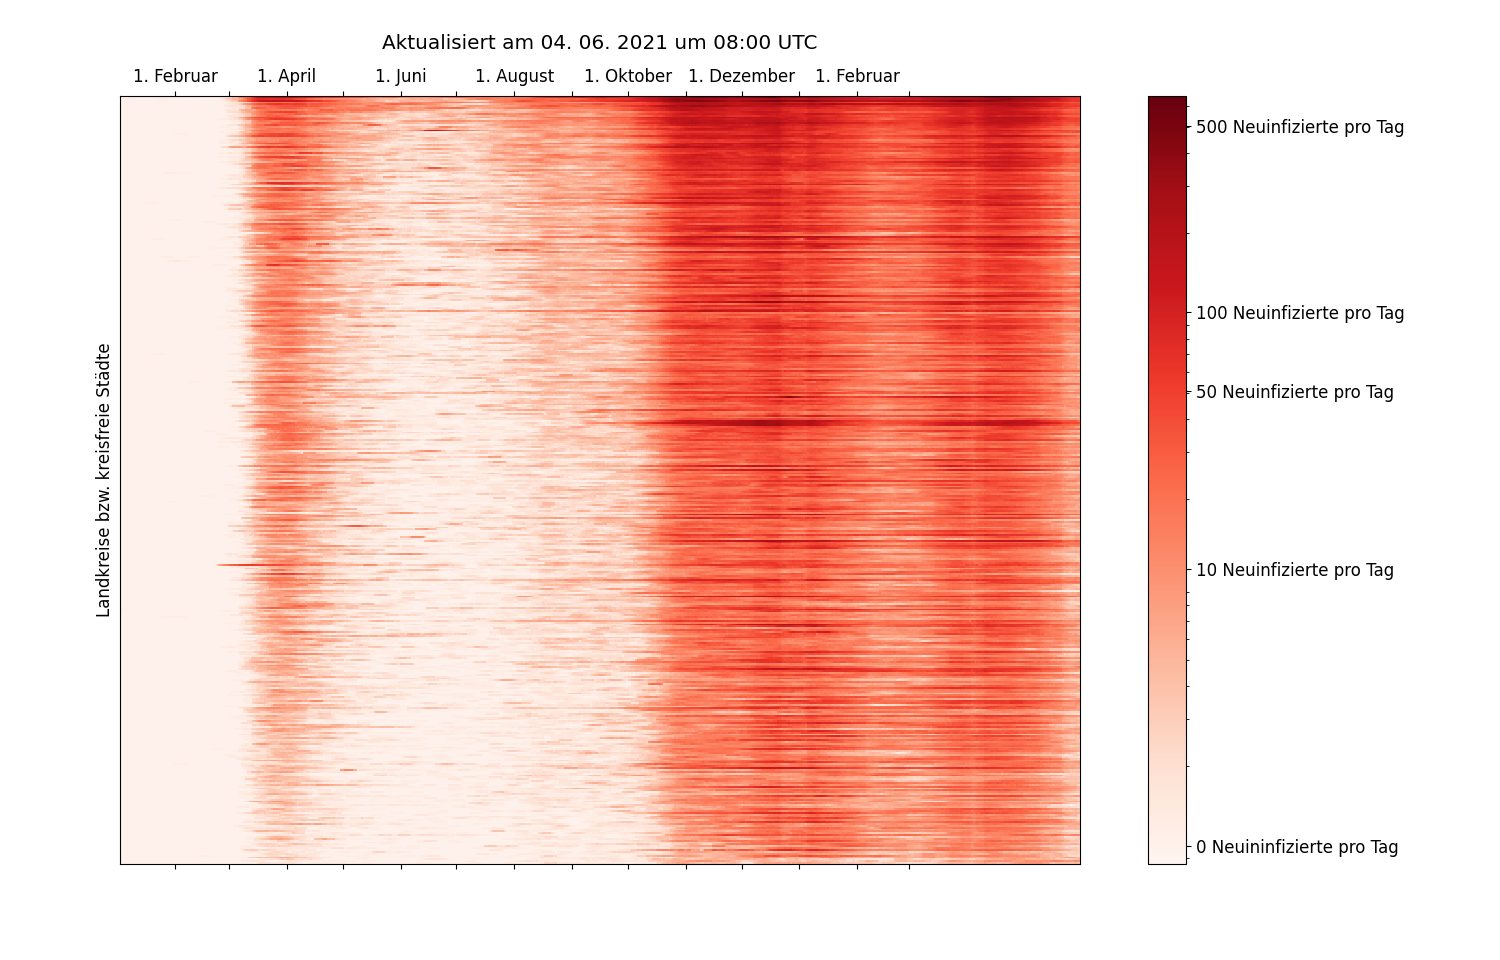 Aktualisiert am 04. 06. 2021 um 08:00 UTC
1. Februar 1. April 1. Juni 1. August 1. Oktober 1. Dezember 1. Februar
Landkreise bzw. kreisfreie Städte
500 Neuinfizierte pro Tag
100 Neuinfizierte pro Tag
50 Neuinfizierte pro Tag
10 Neuinfizierte pro Tag
0 Neuininfizierte pro Tag